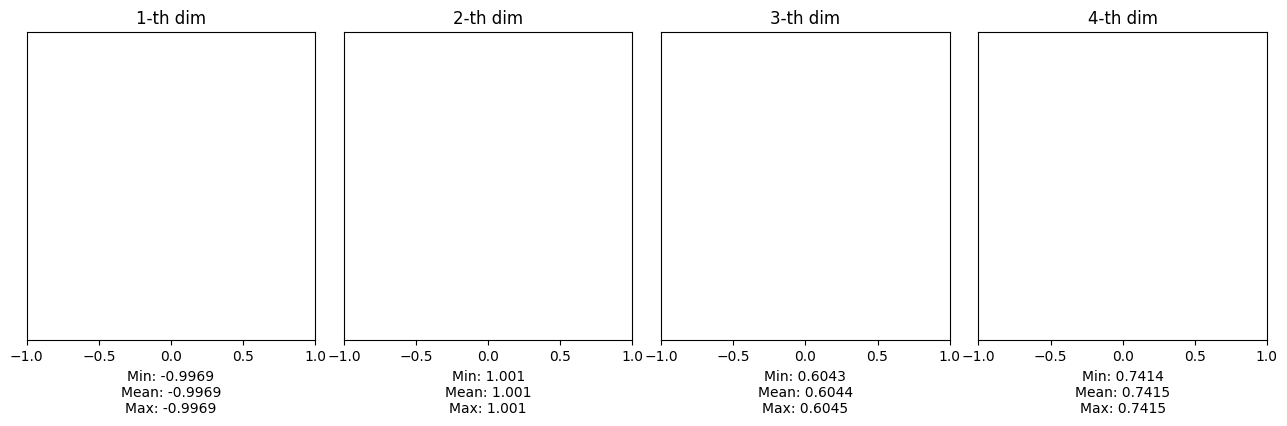 1-th dim
2-th dim
3-th dim
4-th dim
−1.0 −0.5 0.0 0.5 1.0
−1.0 −0.5 0.0 0.5 1.0
−1.0 −0.5 0.0 0.5 1.0
−1.0 −0.5 0.0 0.5 1.0
Min: -0.9969
Mean: -0.9969
Max: -0.9969
Min: 1.001
Mean: 1.001
Max: 1.001
Min: 0.6043
Mean: 0.6044
Max: 0.6045
Min: 0.7414
Mean: 0.7415
Max: 0.7415